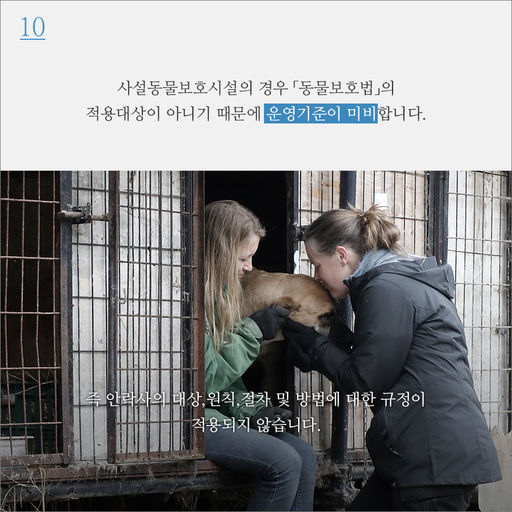 10
사설동물보호시설의 경우 「동물보호법」의
적용대상이 아니기 때문에 운영기준이 미비합니다.
즉 안락사의 대상,원칙,절차 및 방법에 대한 규정이
적용되지 않습니다.